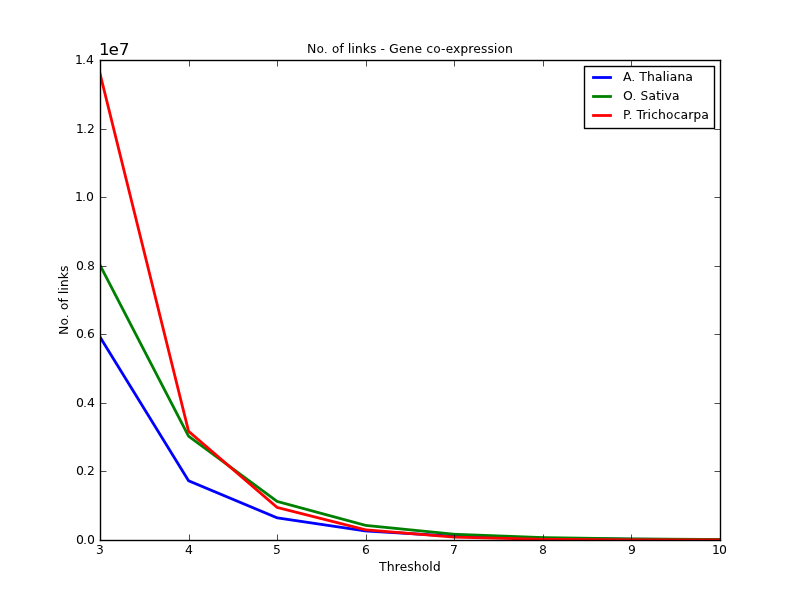 No. of links - Gene co-expression
1e7
1.4
1.2
1.0
0.8
0.6
0.4
0.2
0.0
No. of links
A. Thaliana
O. Sativa
P. Trichocarpa
3 4 5 6 7 8 9 10
Threshold